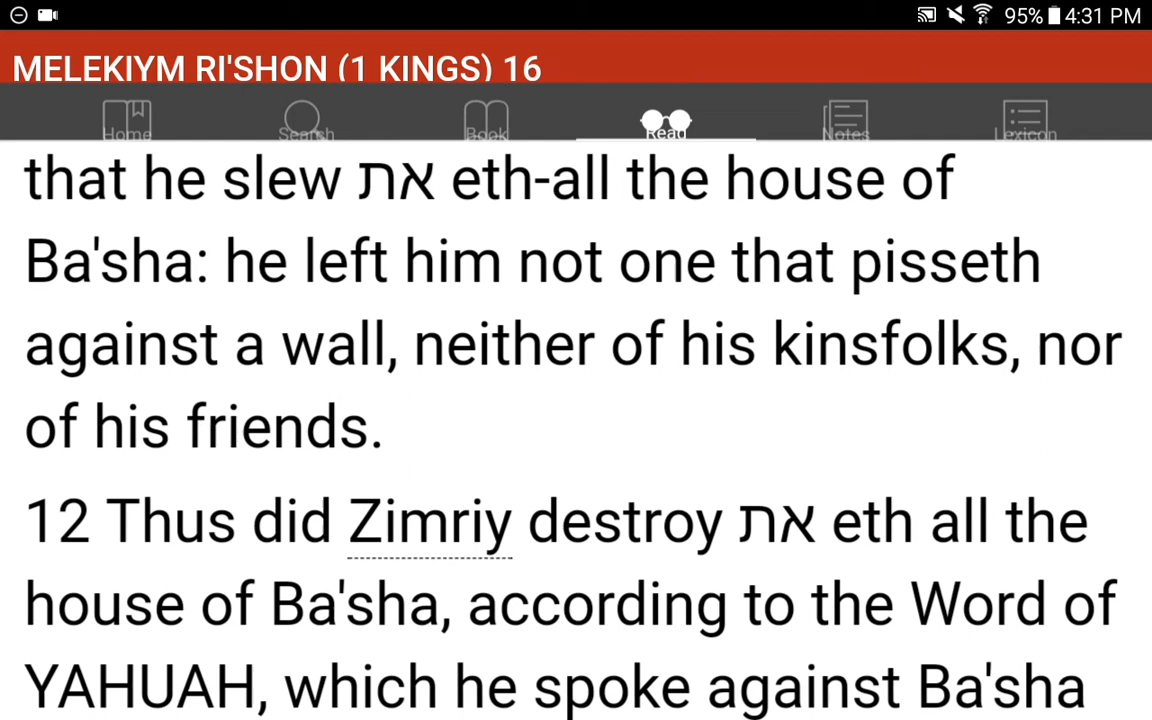 95% 4:31 PM
MELEKIYM RI'SHON (1 KINGS) 16
Home Search Book Read Notes Lexicon
that he slew את eth-all the house of
Ba'sha: he left him not one that pisseth
against a wall, neither of his kinsfolks, nor
of his friends.
12 Thus did Zimriy destroy את eth all the
house of Ba'sha, according to the Word of
YAHUAH, which he spoke against Ba'sha